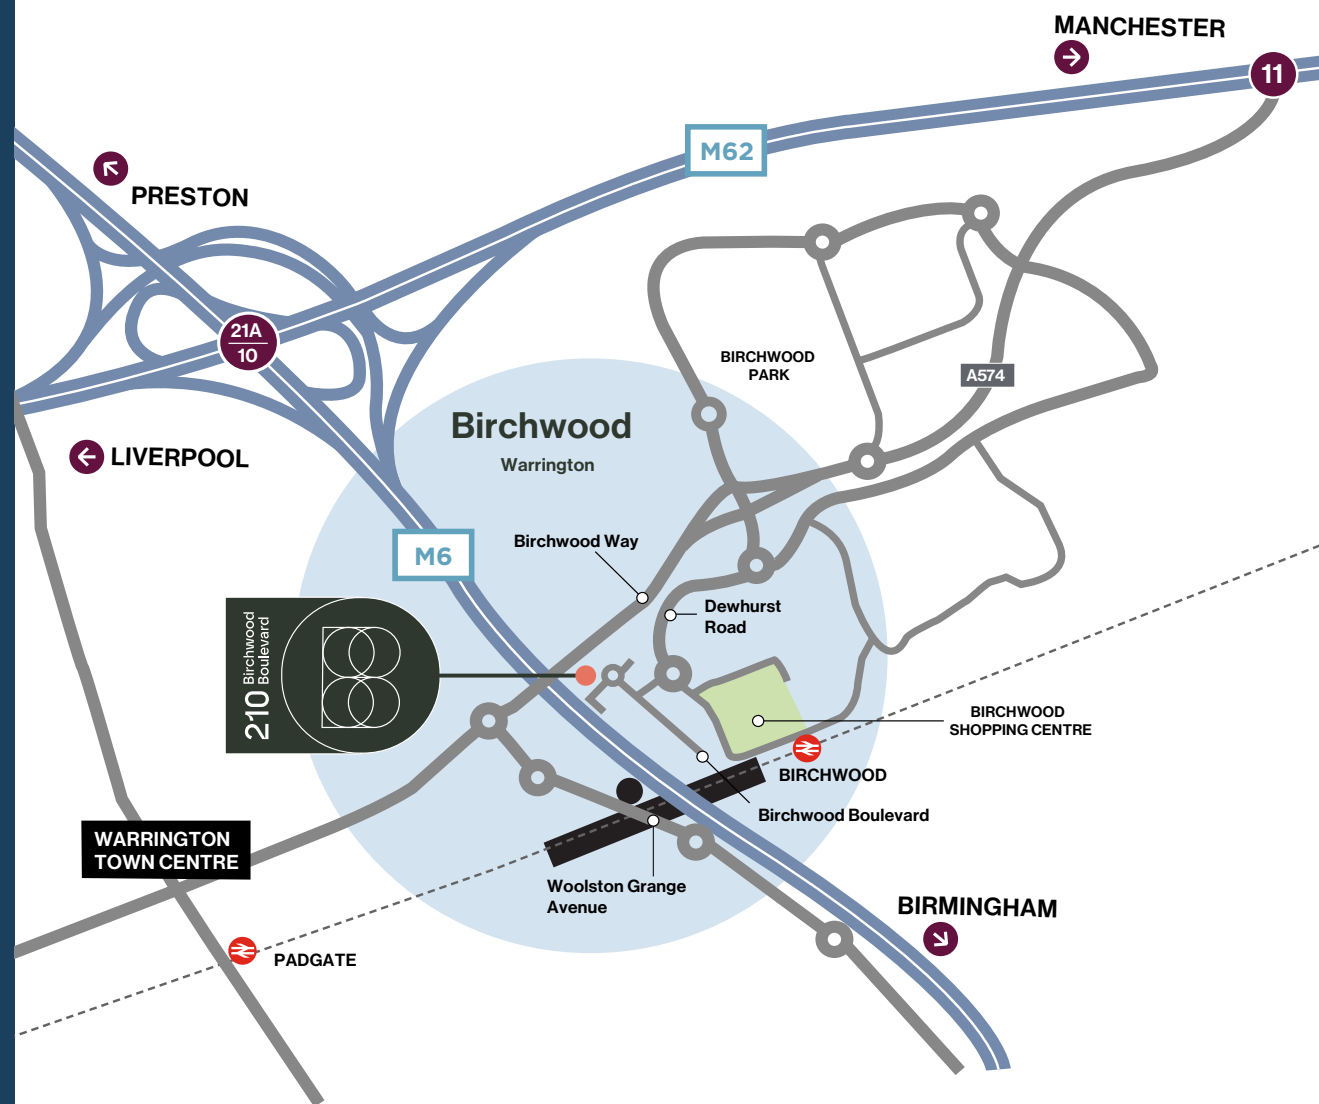 MANCHESTER
11
M62
PRESTON
21A
10
BIRCHWOOD
PARK
A574
LIVERPOOL
Birchwood
Warrington
M6
Birchwood Way
210 Birchwood
Boulevard
B
B
Dewhurst
Road
BIRCHWOOD
SHOPPING CENTRE
BIRCHWOOD
Birchwood Boulevard
WARRINGTON
TOWN CENTRE
Woolston Grange
Avenue
BIRMINGHAM
PADGATE